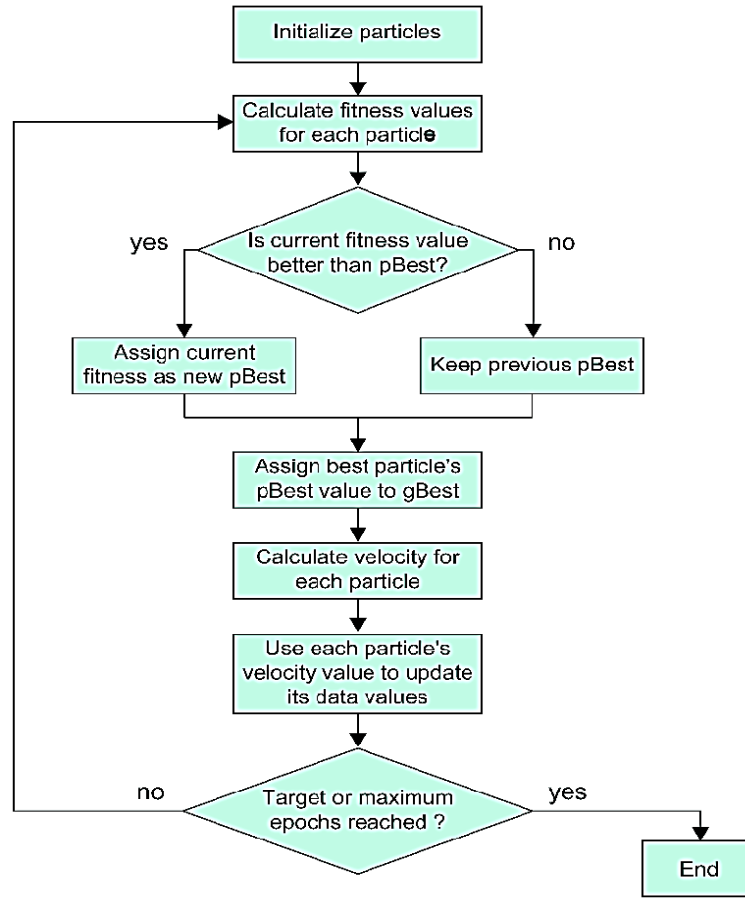 Initialize particles
Calculate fitness values
for each particle
Is current fitness value
better than pBest?
yes
no
Assign current
fitness as new pBest
Keep previous pBest
Assign best particle's
pBest value to gBest
Calculate velocity for
each particle
Use each particle's
velocity value to update
its data values
Target or maximum
epochs reached ?
no
yes
End